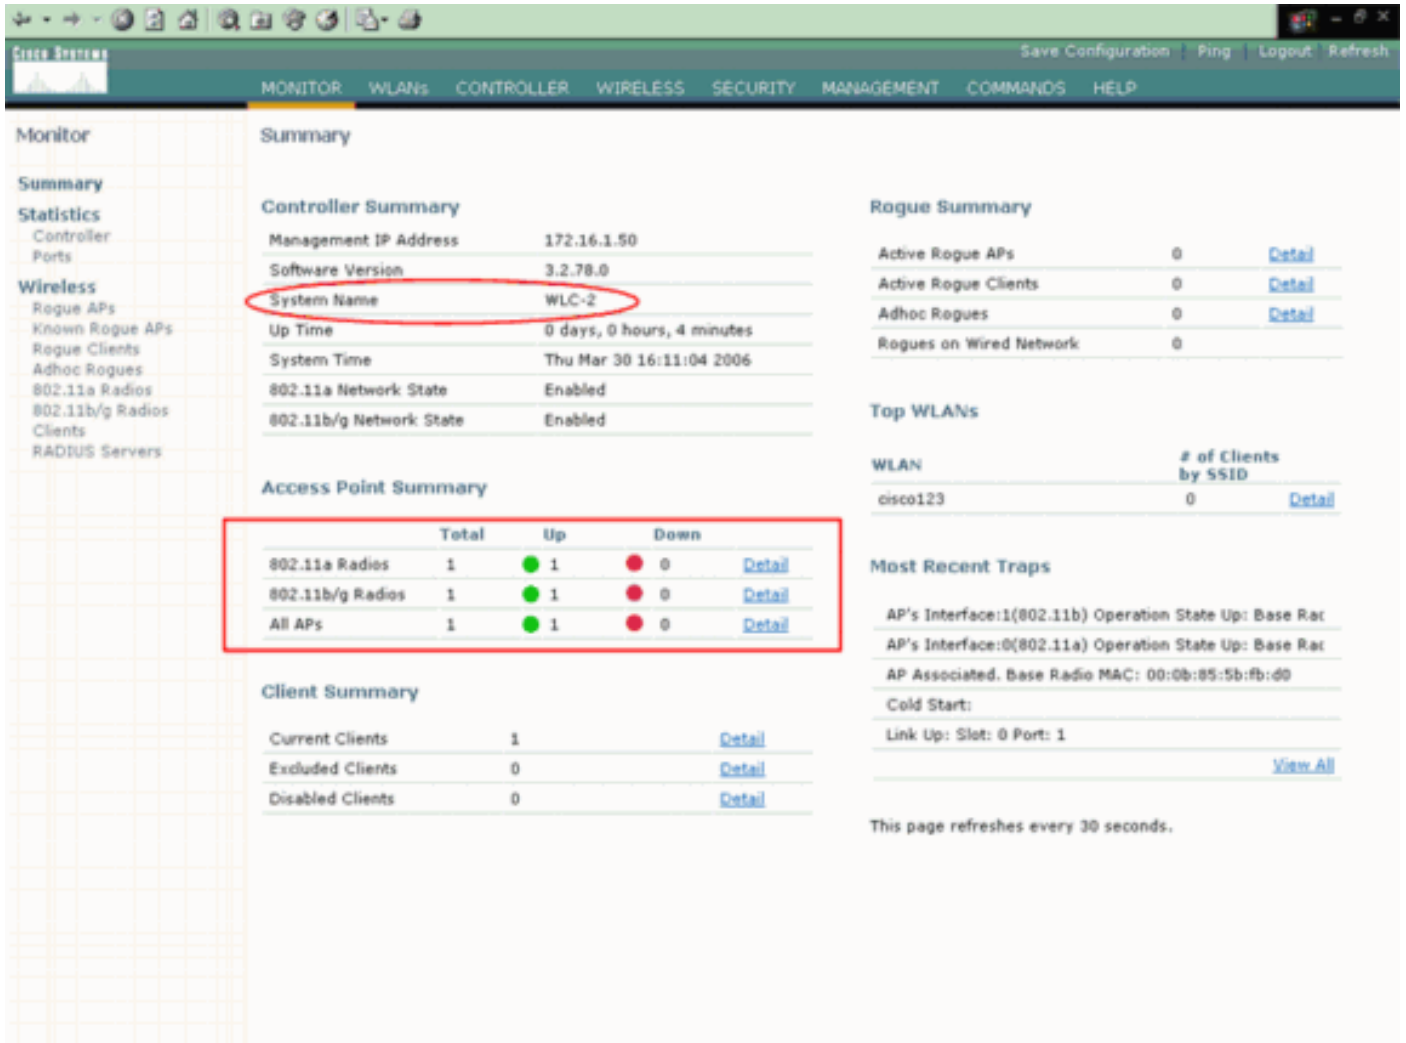 Save Configuration | Ping | Logout | Refresh
CISCO SYSTEMS
MONITOR WLANs CONTROLLER WIRELESS SECURITY MANAGEMENT COMMANDS HELP
Monitor
Summary
Statistics
Controller
Ports
Wireless
Rogue APs
Known Rogue APs
Rogue Clients
Adhoc Rogues
802.11a Radios
802.11b/g Radios
Clients
RADIUS Servers
Summary
Controller Summary
Management IP Address 172.16.1.50
Software Version 3.2.78.0
System Name WLC-2
Up Time 0 days, 0 hours, 4 minutes
System Time Thu Mar 30 16:11:04 2006
802.11a Network State Enabled
802.11b/g Network State Enabled
Access Point Summary
Total Up Down
802.11a Radios 1 1 0 Detail
802.11b/g Radios 1 1 0 Detail
All APs 1 1 0 Detail
Client Summary
Current Clients 1 Detail
Excluded Clients 0 Detail
Disabled Clients 0 Detail
Rogue Summary
Active Rogue APs 0 Detail
Active Rogue Clients 0 Detail
Adhoc Rogues 0 Detail
Rogues on Wired Network 0
Top WLANs
WLAN # of Clients
by SSID
cisco123 0 Detail
Most Recent Traps
AP's Interface:1(802.11b) Operation State Up: Base Rac
AP's Interface:0(802.11a) Operation State Up: Base Rac
AP Associated. Base Radio MAC: 00:0b:85:5b:fb:d0
Cold Start:
Link Up: Slot: 0 Port: 1
View All
This page refreshes every 30 seconds.